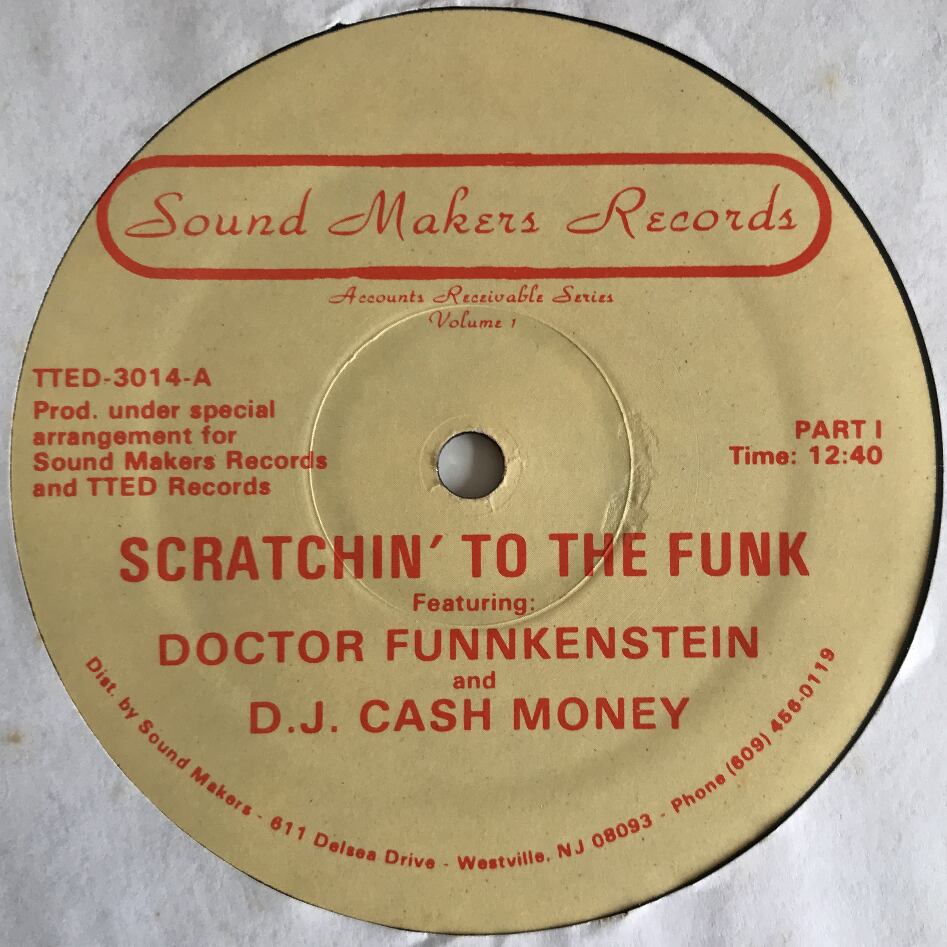 Sound Makers Records
Accounts Receivable Series
Volume 1
TTED-3014-A
Prod. under special
arrangement for
Sound Makers Records
and TTED Records
PART I
Time: 12:40
SCRATCHIN' TO THE FUNK
Featuring:
DOCTOR FUNNKENSTEIN
and
D.J. CASH MONEY
Dist. by Sound Makers - 611 Delsea Drive - Westville, NJ 08093 - Phone (609) 456-0119